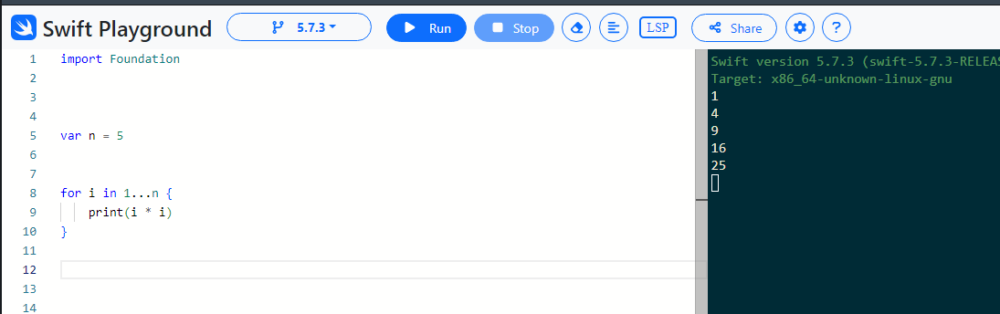 Swift Playground 5.7.3 Run Stop LSP Share ?
1 import Foundation
2
3
4
5 var n = 5
6
7
8 for i in 1...n {
9 print(i * i)
10 }
11
12
13
14
Swift version 5.7.3 (swift-5.7.3-RELEAS
Target: x86_64-unknown-linux-gnu
1
4
9
16
25